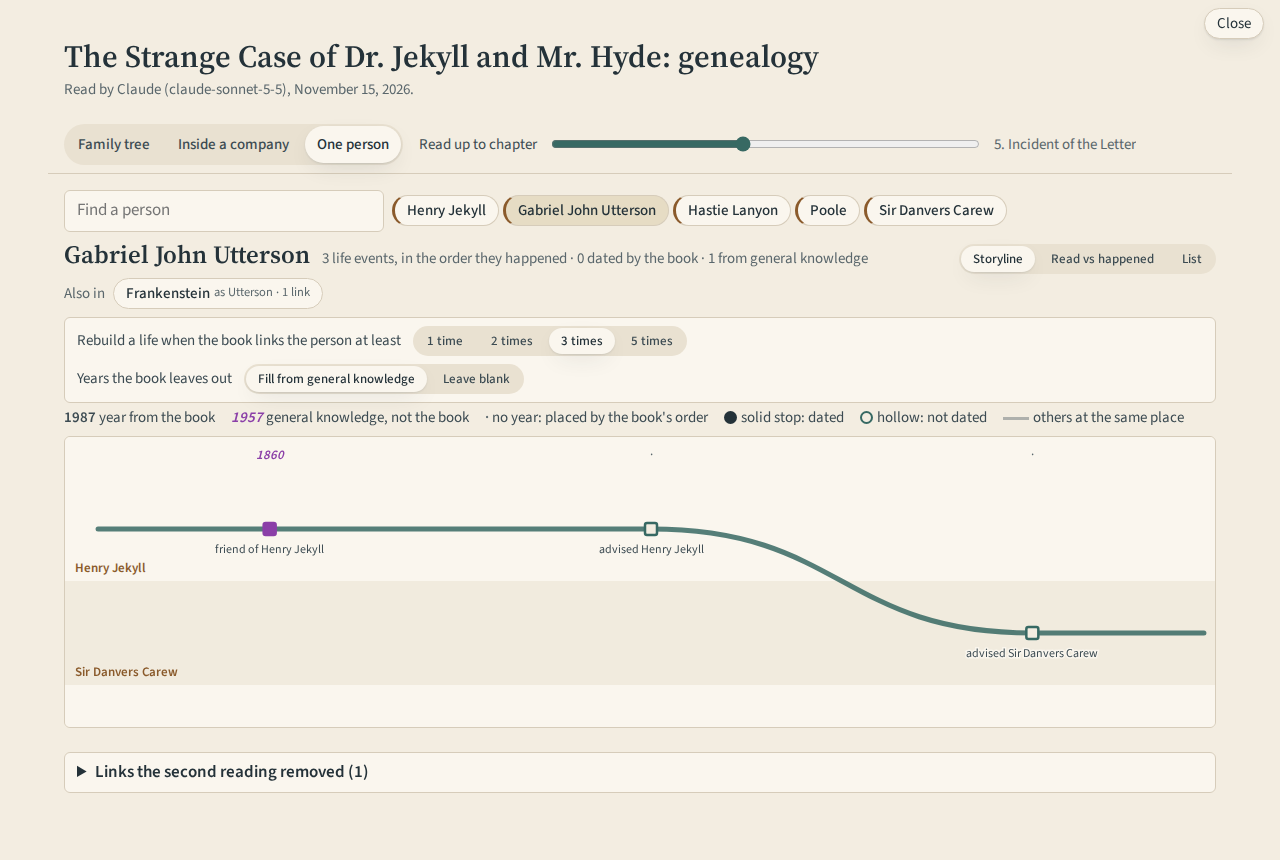 Close
The Strange Case of Dr. Jekyll and Mr. Hyde: genealogy
Read by Claude (claude-sonnet-5-5), November 15, 2026.
Family tree Inside a company One person Read up to chapter 5. Incident of the Letter
Find a person Henry Jekyll Gabriel John Utterson Hastie Lanyon Poole Sir Danvers Carew
Gabriel John Utterson 3 life events, in the order they happened · 0 dated by the book · 1 from general knowledge Storyline Read vs happened List
Also in Frankenstein as Utterson · 1 link
Rebuild a life when the book links the person at least 1 time 2 times 3 times 5 times
Years the book leaves out Fill from general knowledge Leave blank
1987 year from the book 1957 general knowledge, not the book · no year: placed by the book's order solid stop: dated hollow: not dated others at the same place
1860 · ·
friend of Henry Jekyll advised Henry Jekyll
Henry Jekyll
advised Sir Danvers Carew
Sir Danvers Carew
Links the second reading removed (1)